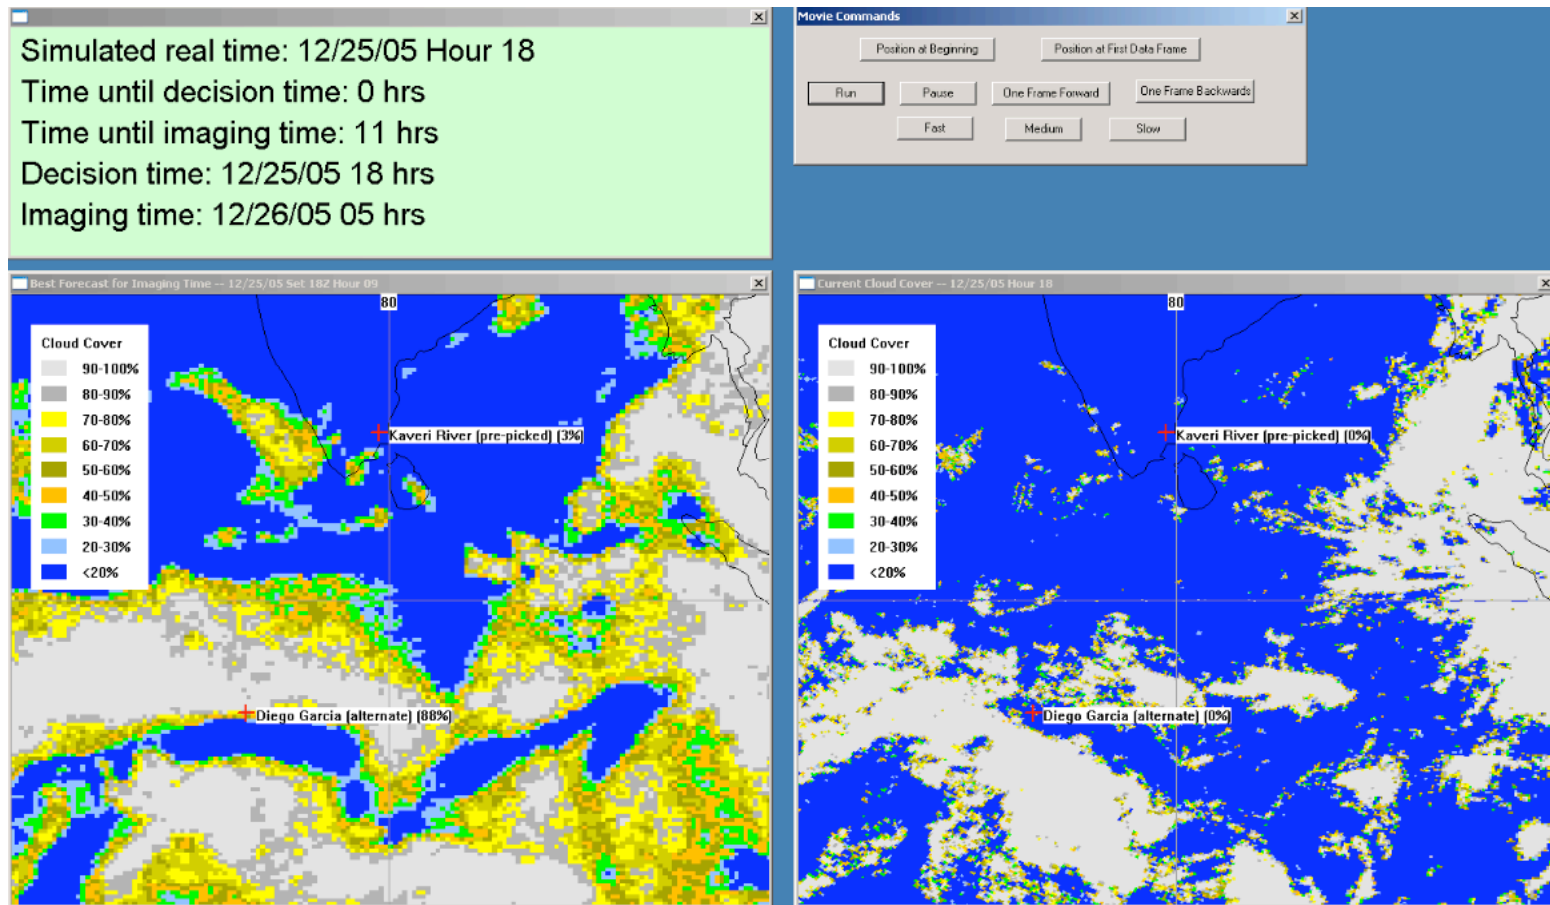 Simulated real time: 12/25/05 Hour 18
Time until decision time: 0 hrs
Time until imaging time: 11 hrs
Decision time: 12/25/05 18 hrs
Imaging time: 12/26/05 05 hrs
Movie Commands
Position at Beginning
Position at First Data Frame
Run
Pause
One Frame Forward
One Frame Backwards
Fast
Medium
Slow
Best Forecast for Imaging Time -- 12/25/05 Set 18Z Hour 09
80
Cloud Cover
90-100%
80-90%
70-80%
60-70%
50-60%
40-50%
30-40%
20-30%
<20%
Kaveri River (pre-picked) (3%)
Diego Garcia (alternate) (88%)
Current Cloud Cover -- 12/25/05 Hour 18
80
Cloud Cover
90-100%
80-90%
70-80%
60-70%
50-60%
40-50%
30-40%
20-30%
<20%
Kaveri River (pre-picked) (0%)
Diego Garcia (alternate) (0%)